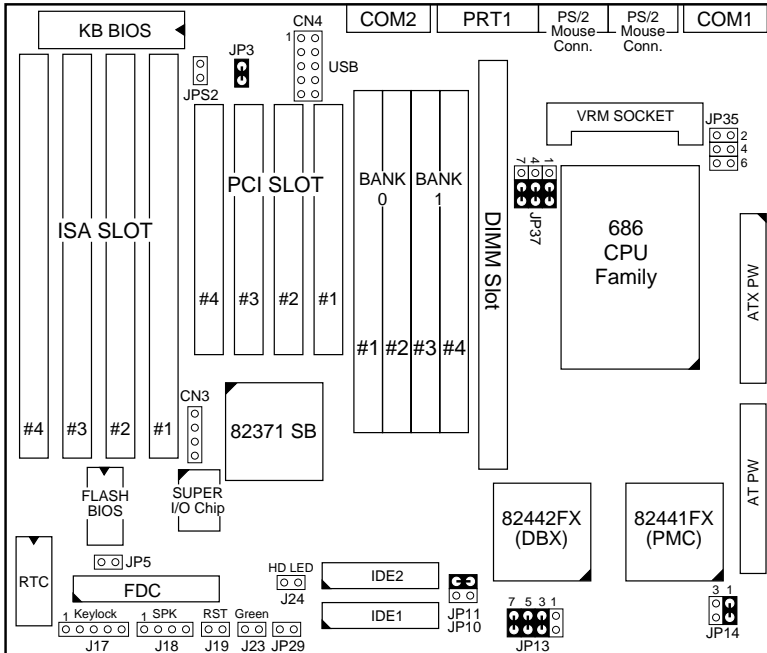 KB BIOS
CN4
COM2
PRT1
PS/2
Mouse
Conn.
PS/2
Mouse
Conn.
COM1
JP3
1
USB
JPS2
VRM SOCKET
JP35
2
4
6
7 4 1
JP37
ISA SLOT
PCI SLOT
BANK
0
BANK
1
DIMM Slot
686
CPU
Family
ATX PW
#4
#3
#2
#1
#1
#2
#3
#4
#4
#3
#2
#1
CN3
82371 SB
AT PW
FLASH
BIOS
SUPER
I/O Chip
82442FX
(DBX)
82441FX
(PMC)
RTC
JP5
FDC
HD LED
J24
IDE2
IDE1
JP11
JP10
7 5 3 1
JP13
3 1
JP14
1 Keylock
J17
1 SPK
J18
RST
J19
Green
J23
JP29